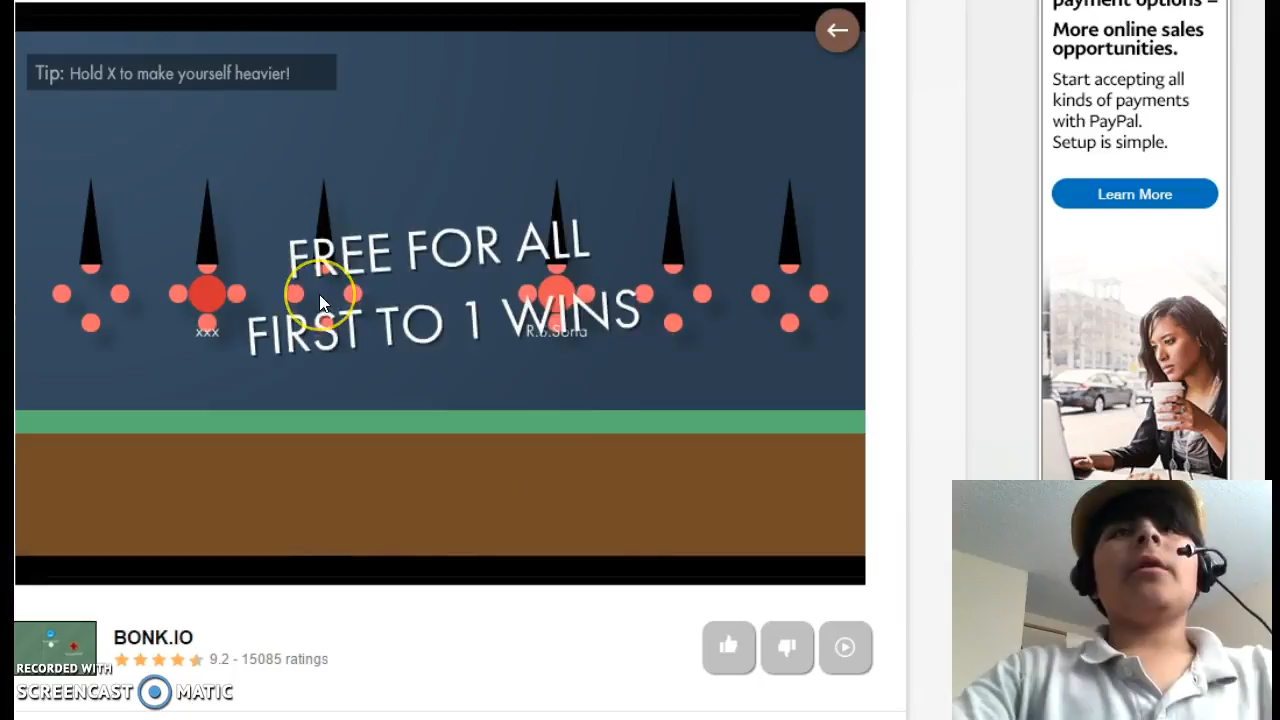 payment options –
More online sales
opportunities.
Start accepting all
kinds of payments
with PayPal.
Setup is simple.
Learn More
Tip: Hold X to make yourself heavier!
FREE FOR ALL
FIRST TO 1 WINS
xxx
BONK.IO
9.2 - 15085 ratings
RECORDED WITH
SCREENCAST MATIC